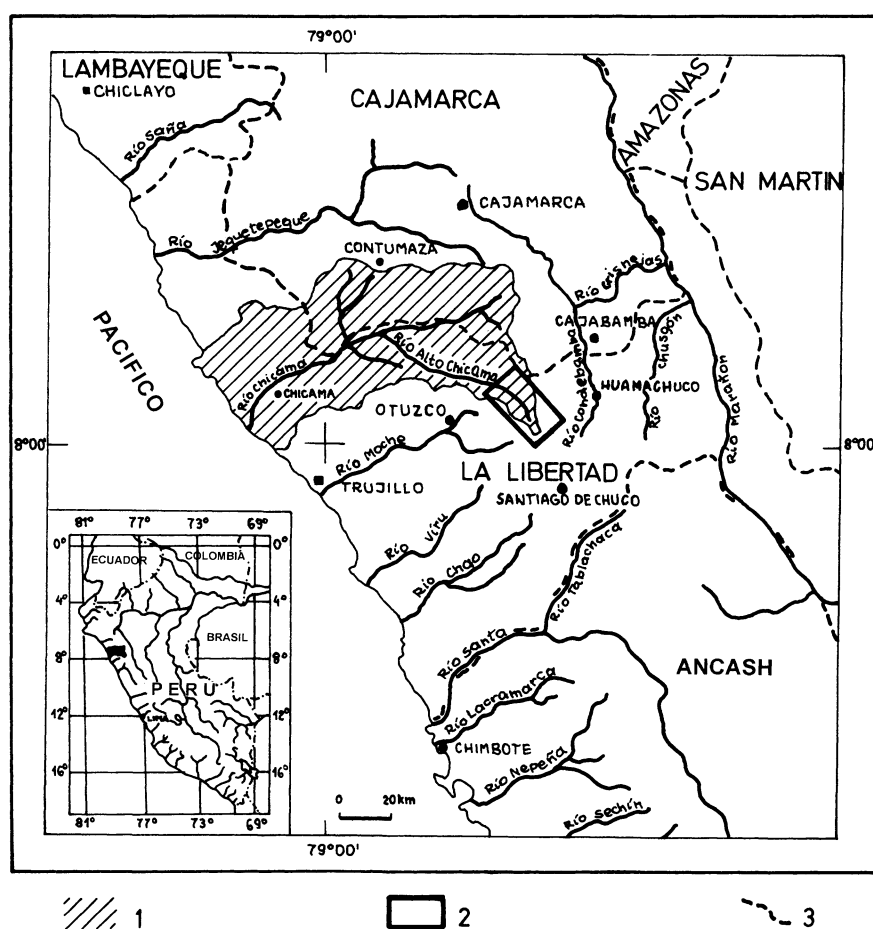 79°00'
LAMBAYEQUE
CHICLAYO
CAJAMARCA
AMAZONAS
SAN MARTIN
Río Saña
CAJAMARCA
Río Jequetepeque
CONTUMAZA
Río Crisnejas
CAJABAMBA
Río Chusgón
PACIFICO
Río Chicama
Río Alto Chicama
CHICAMA
Río Condebamba
HUAMACHUCO
OTUZCO
Río Marañon
8°00'
8°00'
Río Moche
TRUJILLO
LA LIBERTAD
SANTIAGO DE CHUCO
Río Virú
Río Chao
Río Tablachaca
Río Santa
ANCASH
Río Lacramarca
CHIMBOTE
Río Nepeña
Río Sechín
0 20km
79°00'
81° 77° 73° 69°
0° 0°
ECUADOR
COLOMBIA
4° 4°
BRASIL
8° 8°
PERU
12° 12°
LIMA
16° 16°
81° 77° 73° 69°
1 2 3